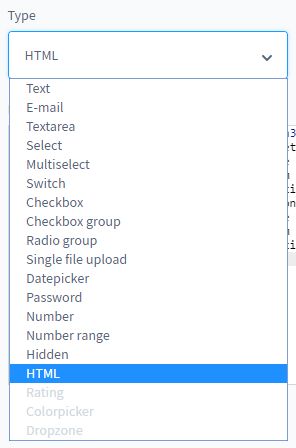 Type
HTML
Text
E-mail
Textarea
Select
Multiselect
Switch
Checkbox
Checkbox group
Radio group
Single file upload
Datepicker
Password
Number
Number range
Hidden
HTML
Rating
Colorpicker
Dropzone